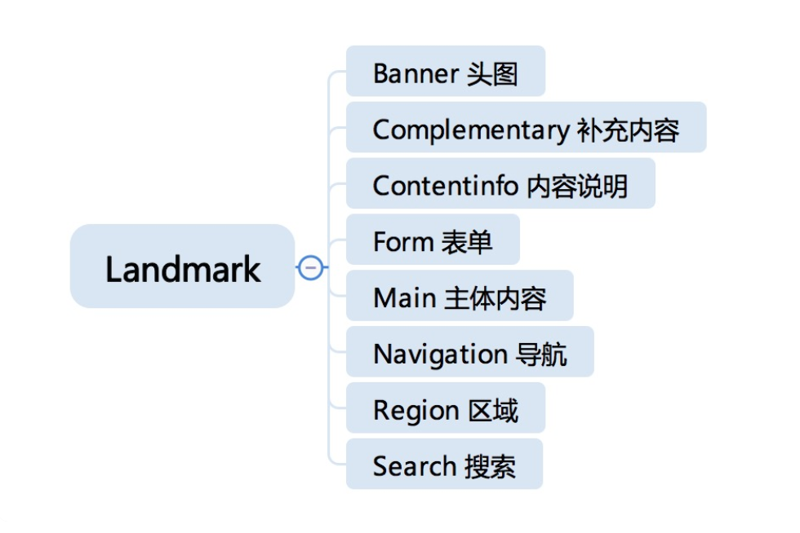 Landmark
Banner 头图
Complementary 补充内容
Contentinfo 内容说明
Form 表单
Main 主体内容
Navigation 导航
Region 区域
Search 搜索